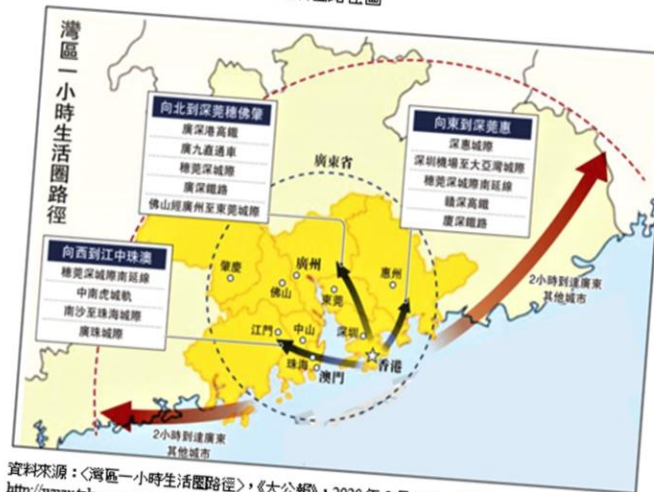 灣區一小時生活圈路徑
向北到深莞穗佛肇
廣深港高鐵
廣九直通車
穗莞深城際
廣深鐵路
佛山經廣州至東莞城際
向東到深莞惠
深惠城際
深圳機場至大亞灣城際
穗莞深城際南延線
贛深高鐵
廈深鐵路
向西到江中珠澳
穗莞深城際南延線
中南虎城軌
南沙至珠海城際
廣珠城際
廣東省
肇慶
廣州
佛山
東莞
惠州
江門
中山
深圳
珠海
澳門
香港
2小時到達廣東
其他城市
2小時到達廣東
其他城市
資料來源:〈灣區一小時生活圈路徑〉,《大公報》